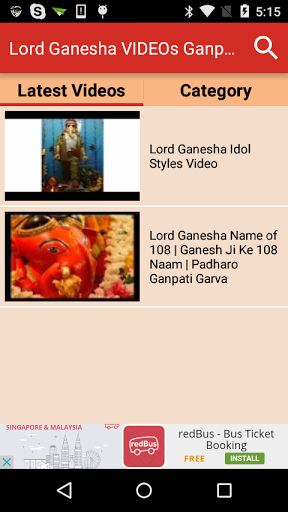 5:15
Lord Ganesha VIDEOs Ganp...
Latest Videos
Category
Lord Ganesha Idol
Styles Video
Lord Ganesha Name of
108 | Ganesh Ji Ke 108
Naam | Padharo
Ganpati Garva
SINGAPORE & MALAYSIA
redBus
redBus - Bus Ticket
Booking
FREE
INSTALL